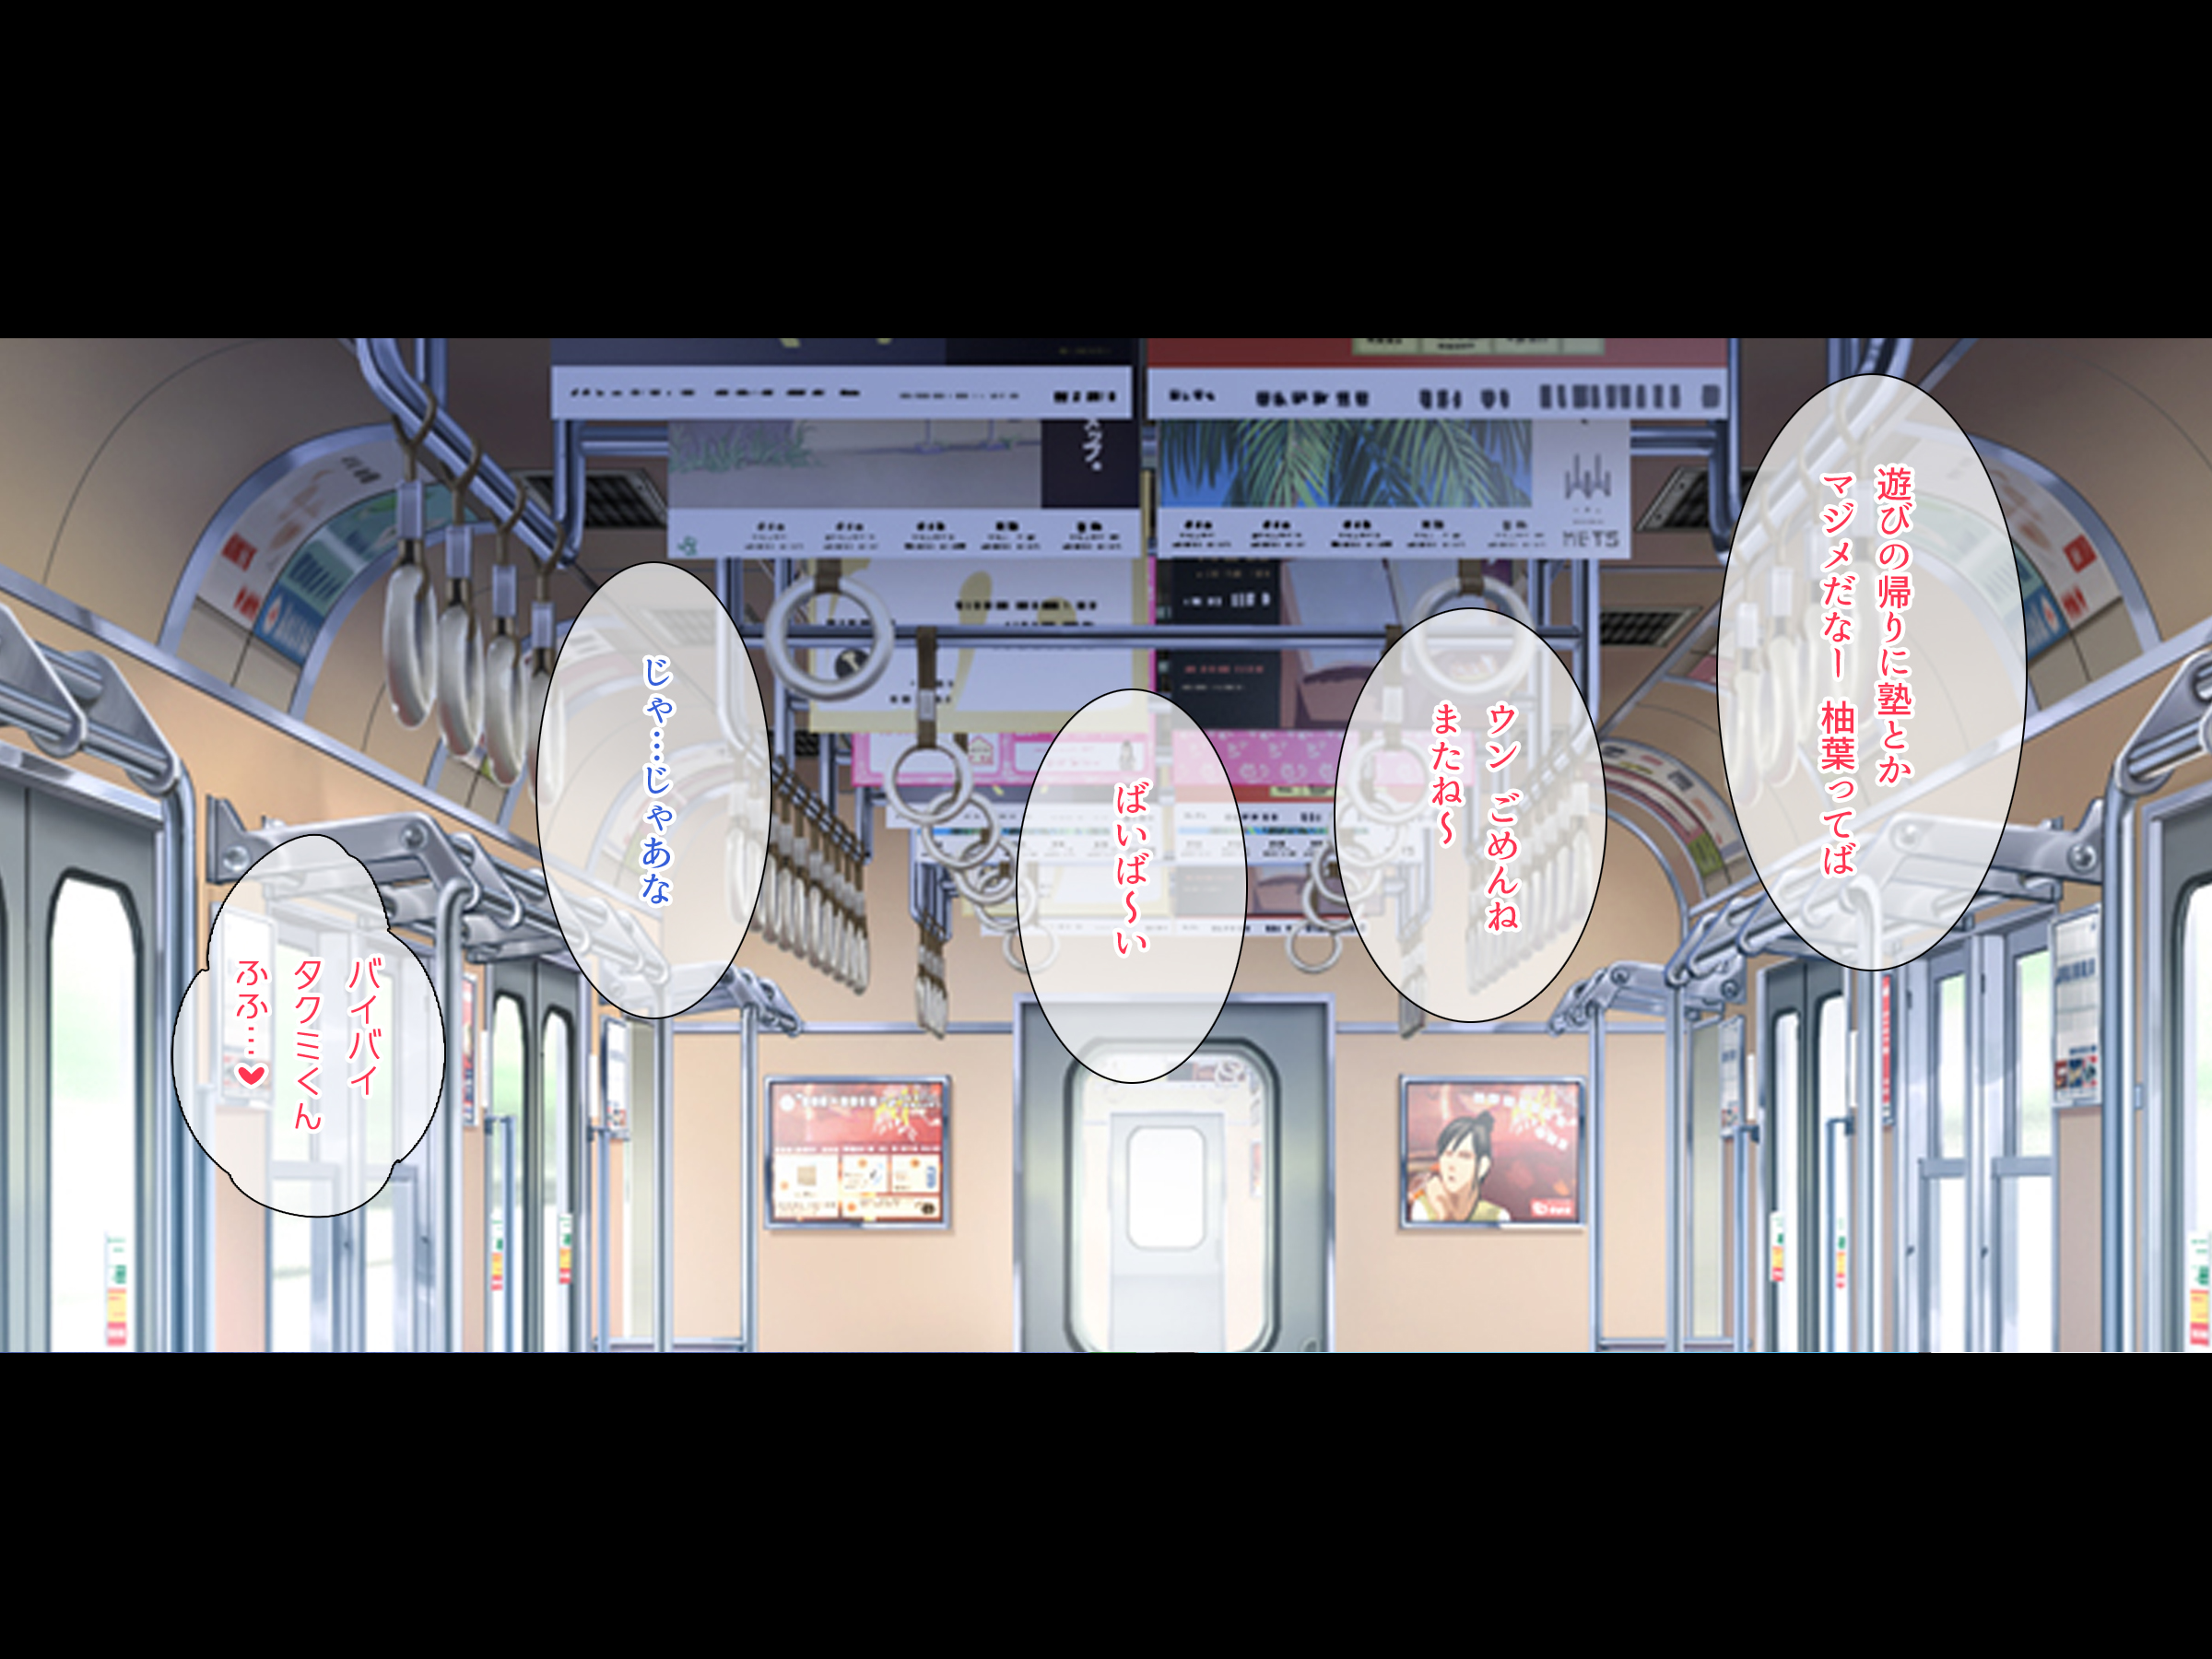 遊びの帰りに塾とか
マジメだなー 柚葉ってば
ウン ごめんね
またね～
ばいば～い
じゃ…じゃあな
バイバイ
タクミくん
ふふ…♥
METS